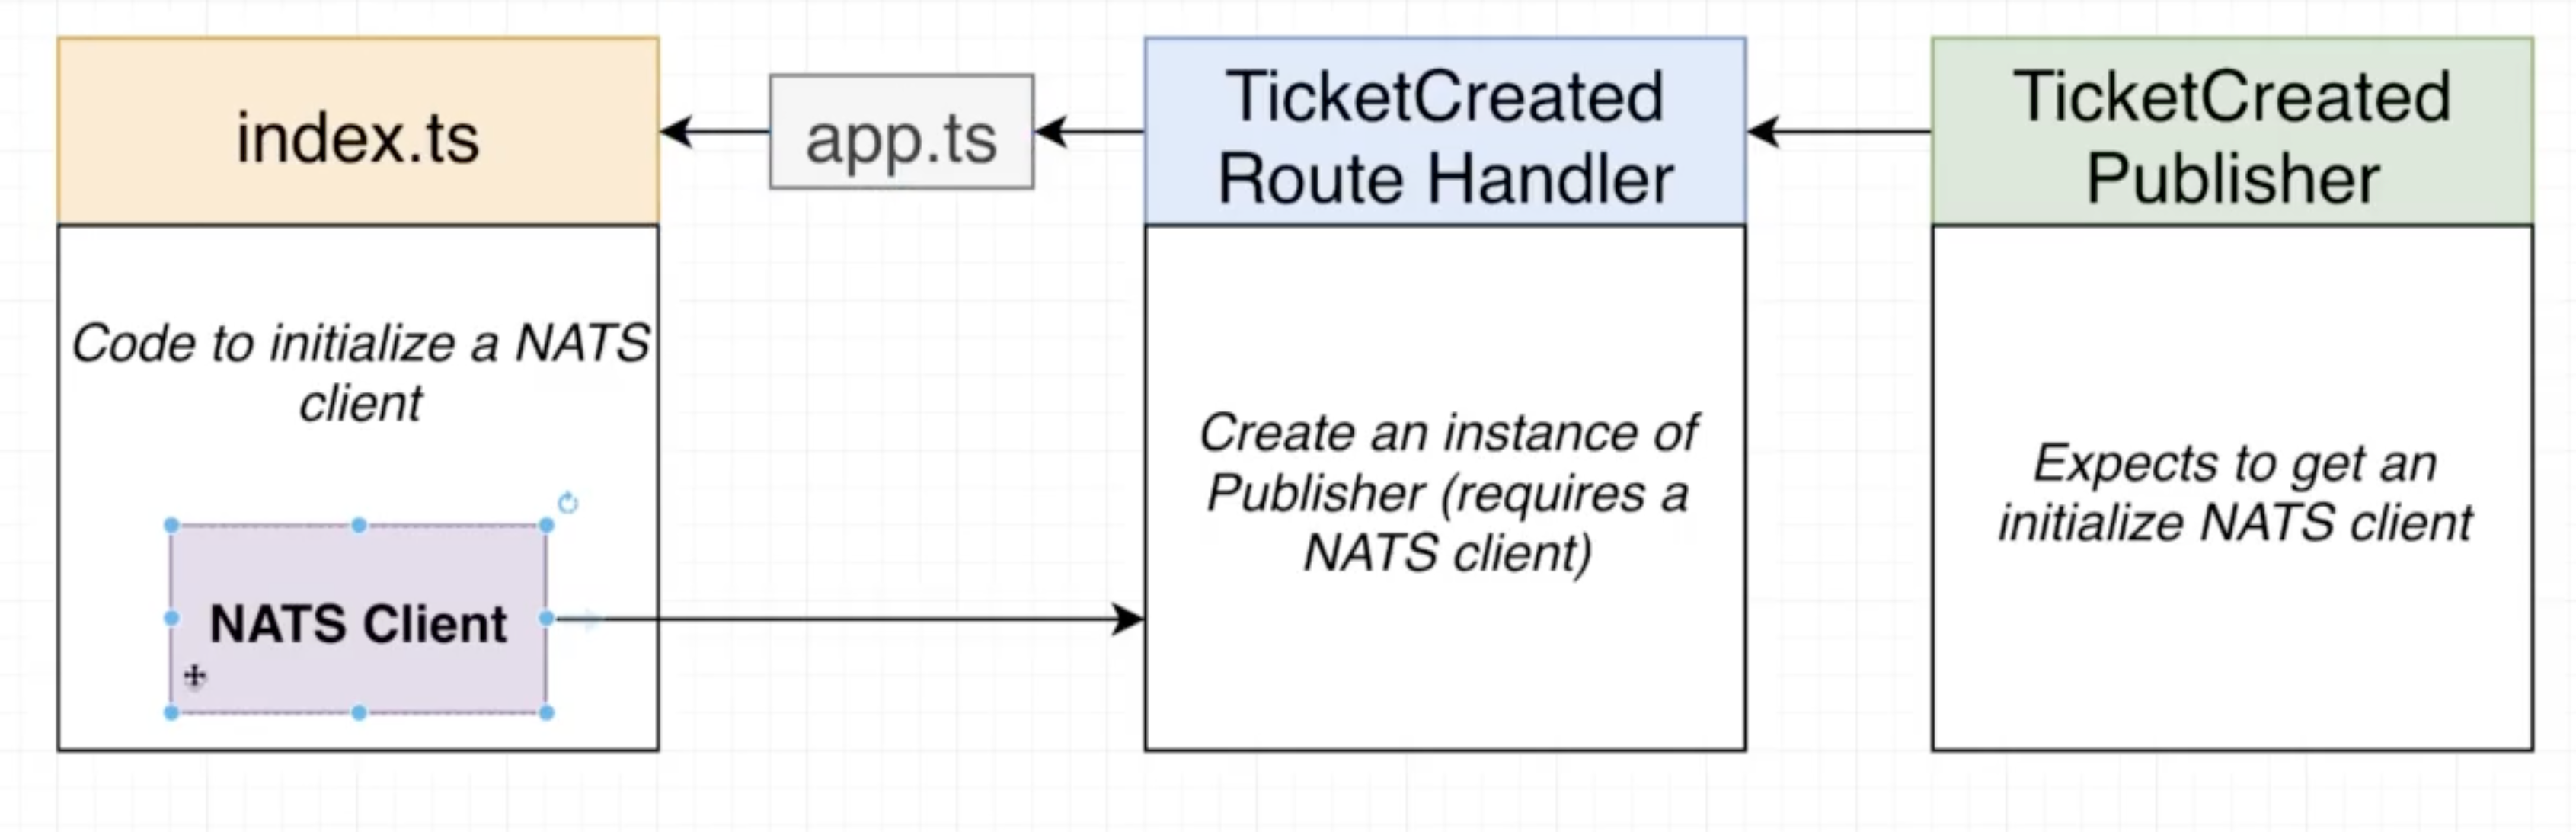 index.ts
Code to initialize a NATS
client
NATS Client
app.ts
TicketCreated
Route Handler
Create an instance of
Publisher (requires a
NATS client)
TicketCreated
Publisher
Expects to get an
initialize NATS client